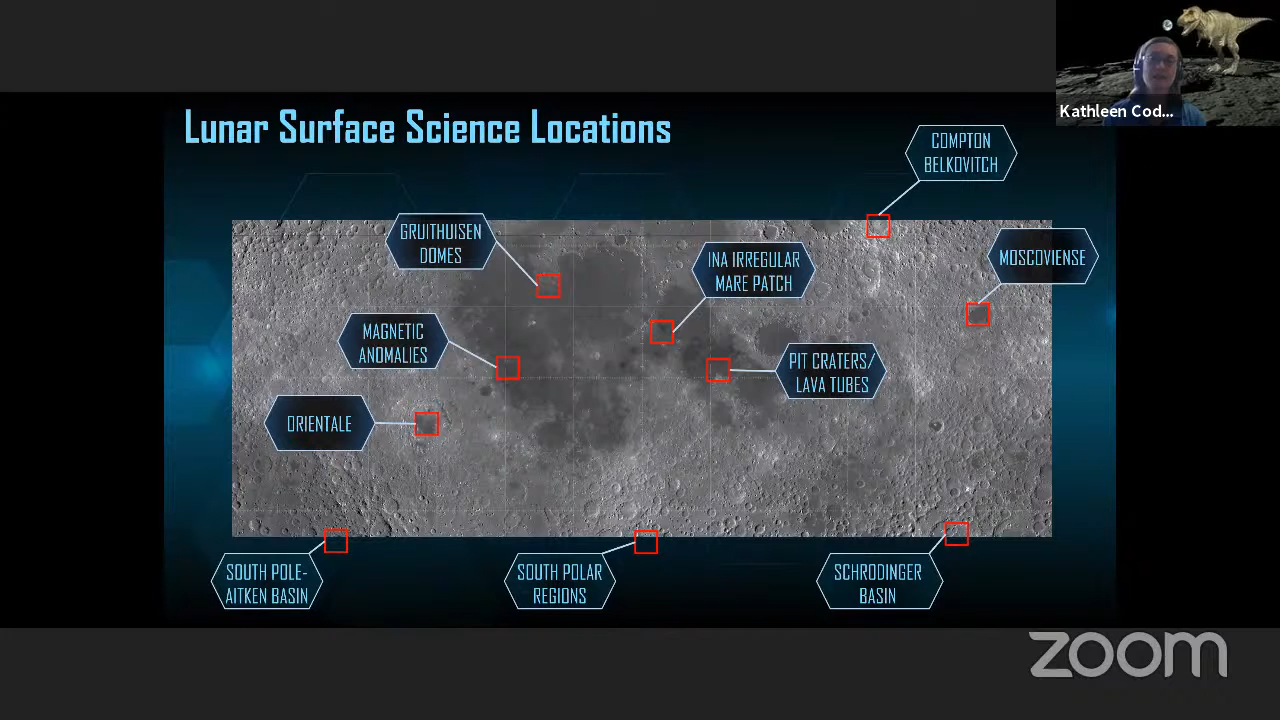 Kathleen Cod...
Lunar Surface Science Locations
COMPTON
BELKOVITCH
GRUITHUISEN
DOMES
INA IRREGULAR
MARE PATCH
MOSCOVIENSE
MAGNETIC
ANOMALIES
PIT CRATERS/
LAVA TUBES
ORIENTALE
SOUTH POLE-
AITKEN BASIN
SOUTH POLAR
REGIONS
SCHRODINGER
BASIN
zoom